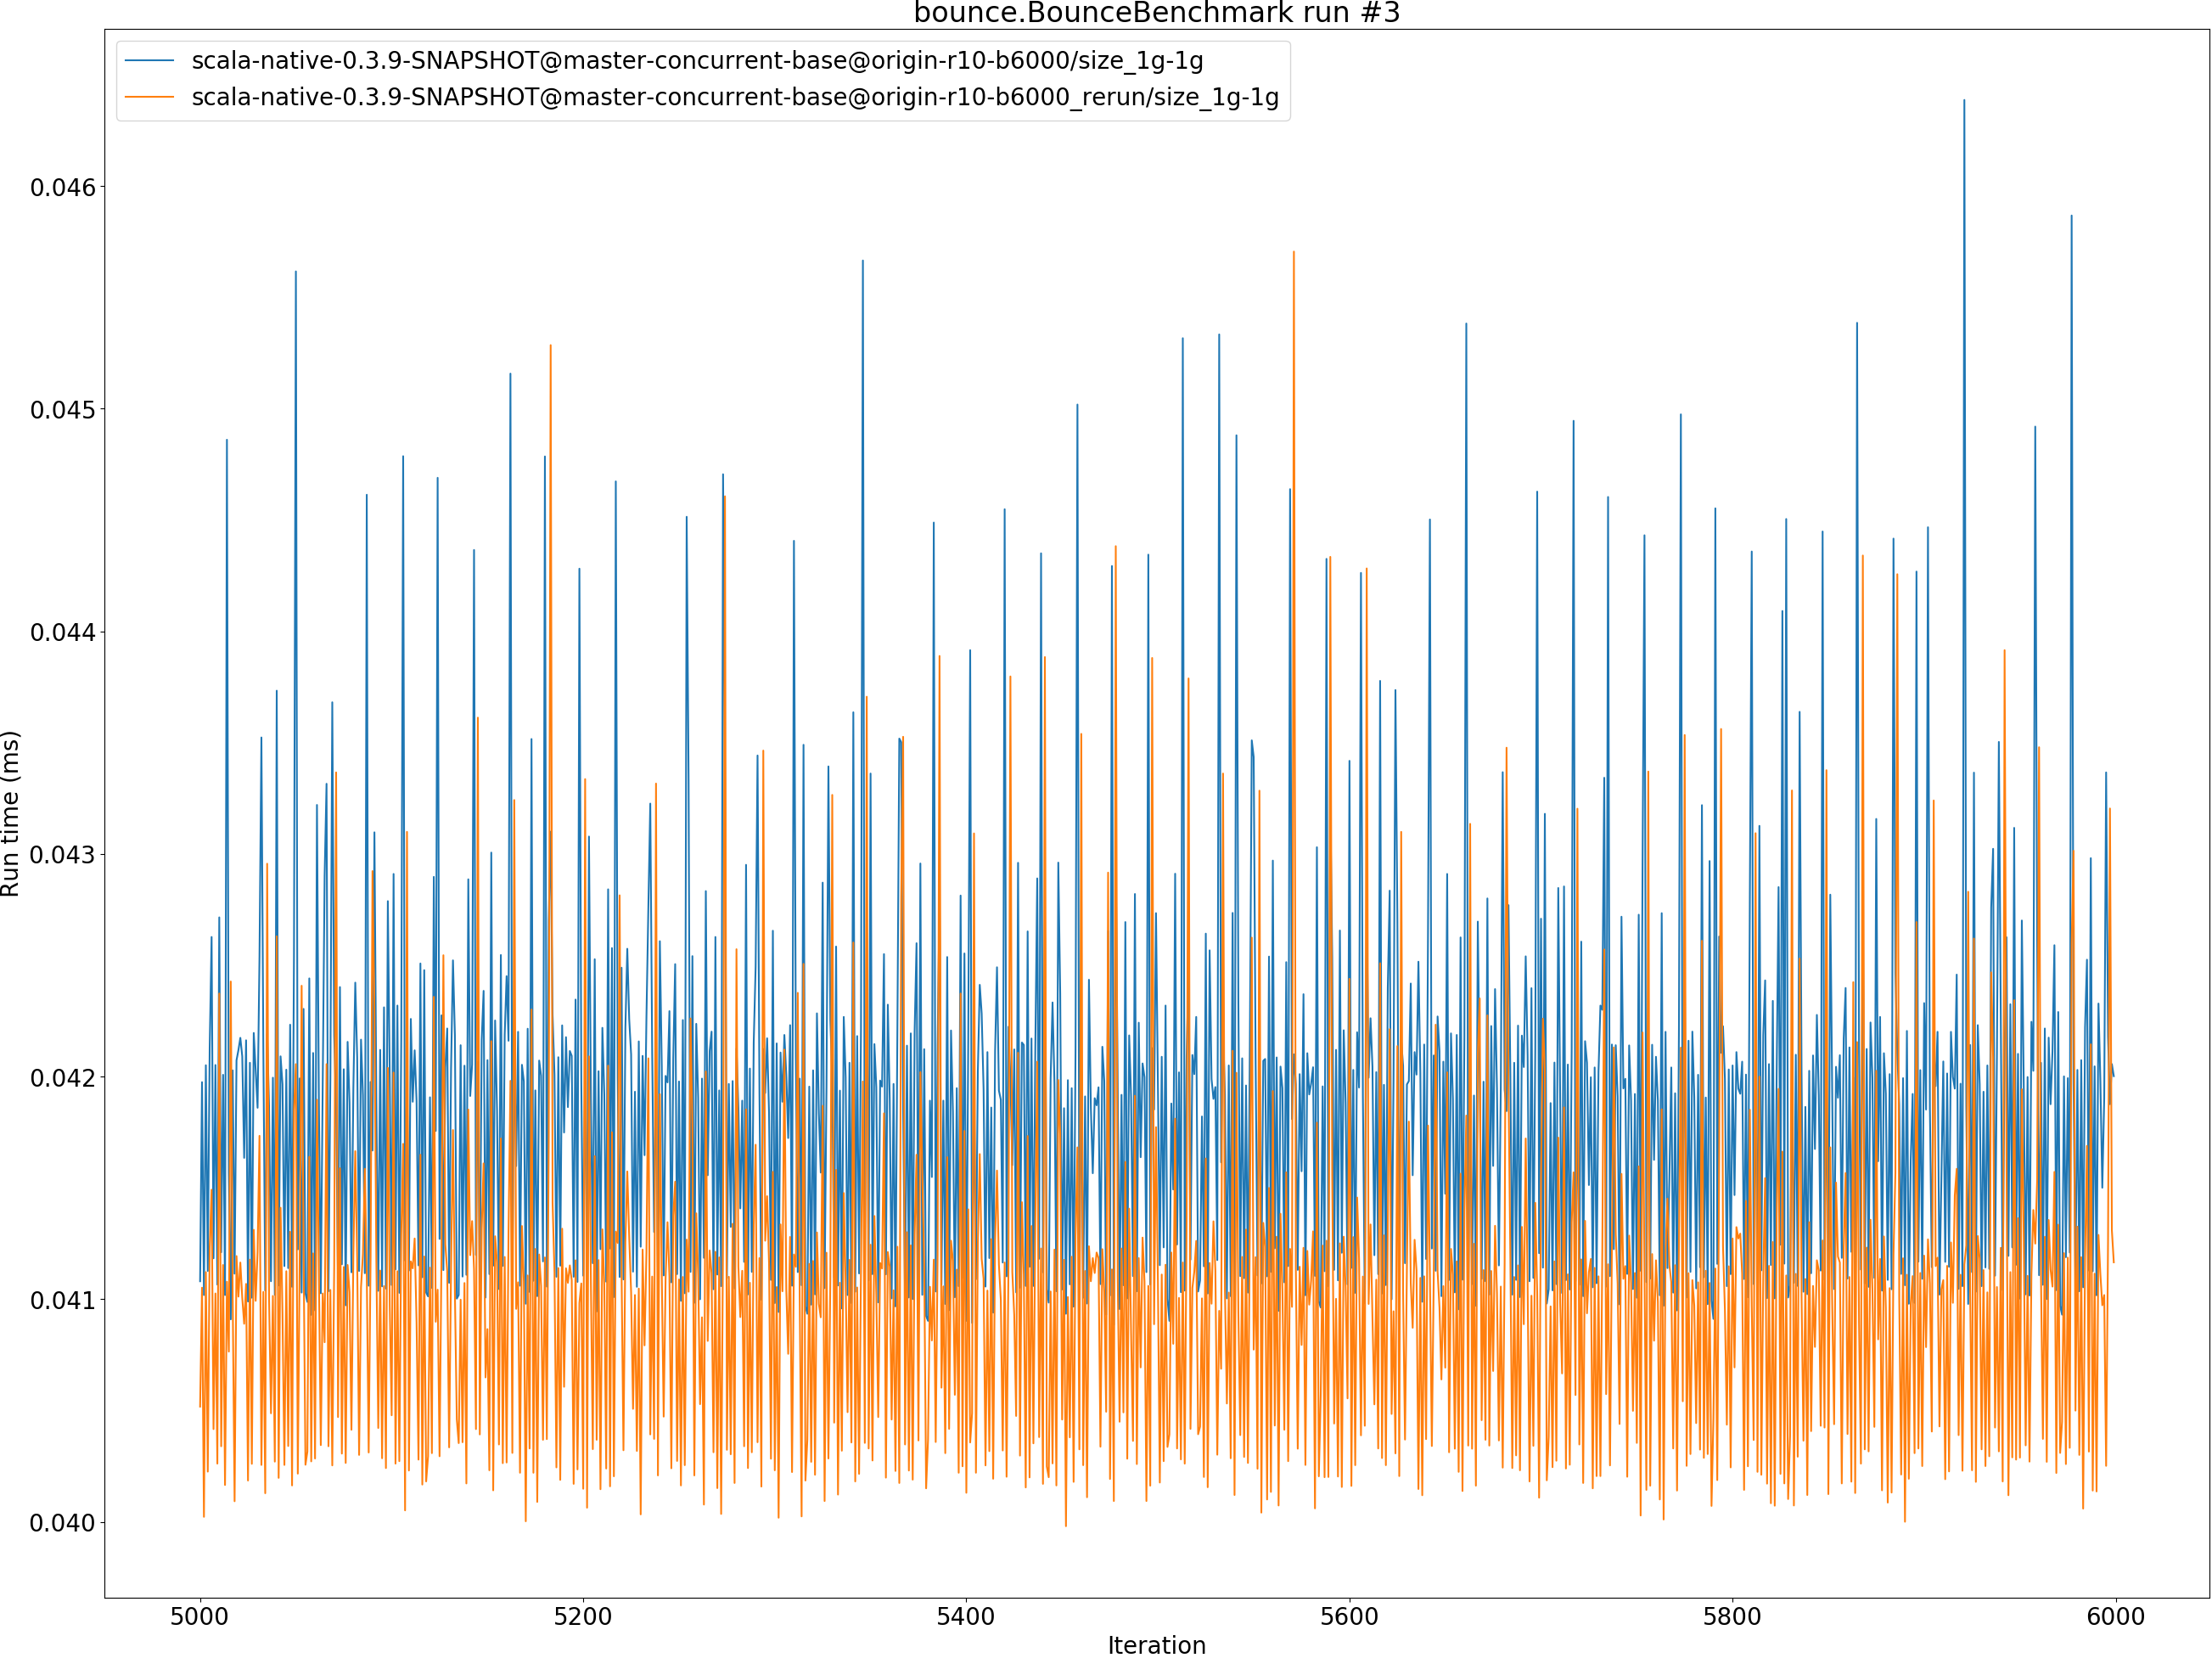 bounce.BounceBenchmark run #3
scala-native-0.3.9-SNAPSHOT@master-concurrent-base@origin-r10-b6000/size_1g-1g
scala-native-0.3.9-SNAPSHOT@master-concurrent-base@origin-r10-b6000_rerun/size_1g-1g
0.046
0.045
0.044
0.043
0.042
0.041
0.040
Run time (ms)
5000
5200
5400
5600
5800
6000
Iteration